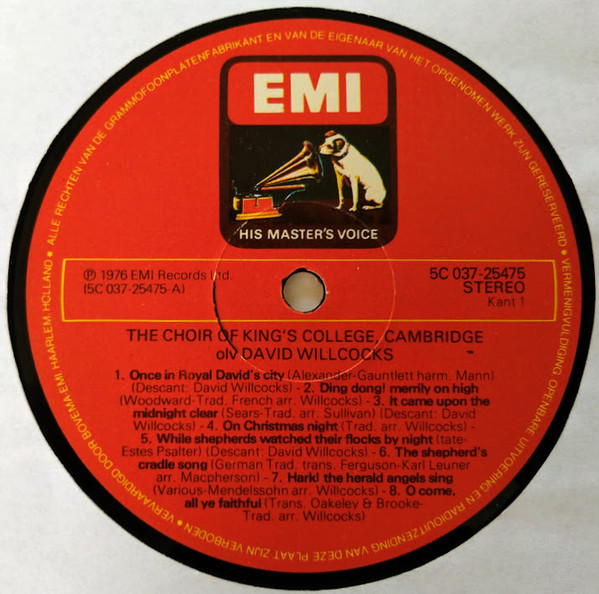 ALLE RECHTEN VAN DE GRAMMOFOONPLATENFABRIKANT EN VAN DE EIGENAAR VAN HET OPGENOMEN WERK ZIJN GERESERVEERD • VERMENIGVULDIGING OPENBARE UITVOERING EN RADIOUITZENDING VAN DEZE PLAAT ZIJN VERBODEN • VERVAARDIGD DOOR BOVEMA EMI HAARLEM HOLLAND •
EMI
HIS MASTER'S VOICE
℗ 1976 EMI Records Ltd.
(5C 037-25475-A)
5C 037-25475
STEREO
Kant 1
THE CHOIR OF KING'S COLLEGE, CAMBRIDGE
olv DAVID WILLCOCKS
1. Once in Royal David's city (Alexander-Gauntlett harm. Mann)
(Descant: David Willcocks) - 2. Ding dong! merrily on high
(Woodward-Trad. French arr. Willcocks) - 3. It came upon the
midnight clear (Sears-Trad. arr. Sullivan) (Descant: David
Willcocks) - 4. On Christmas night (Trad. arr. Willcocks) -
5. While shepherds watched their flocks by night (tate-
Estes Psalter) (Descant: David Willcocks) - 6. The shepherd's
cradle song (German Trad. trans. Ferguson-Karl Leuner
arr. Macpherson) - 7. Hark! the herald angels sing
(Various-Mendelssohn arr. Willcocks) - 8. O come,
all ye faithful (Trans. Oakeley & Brooke-
Trad. arr. Willcocks)